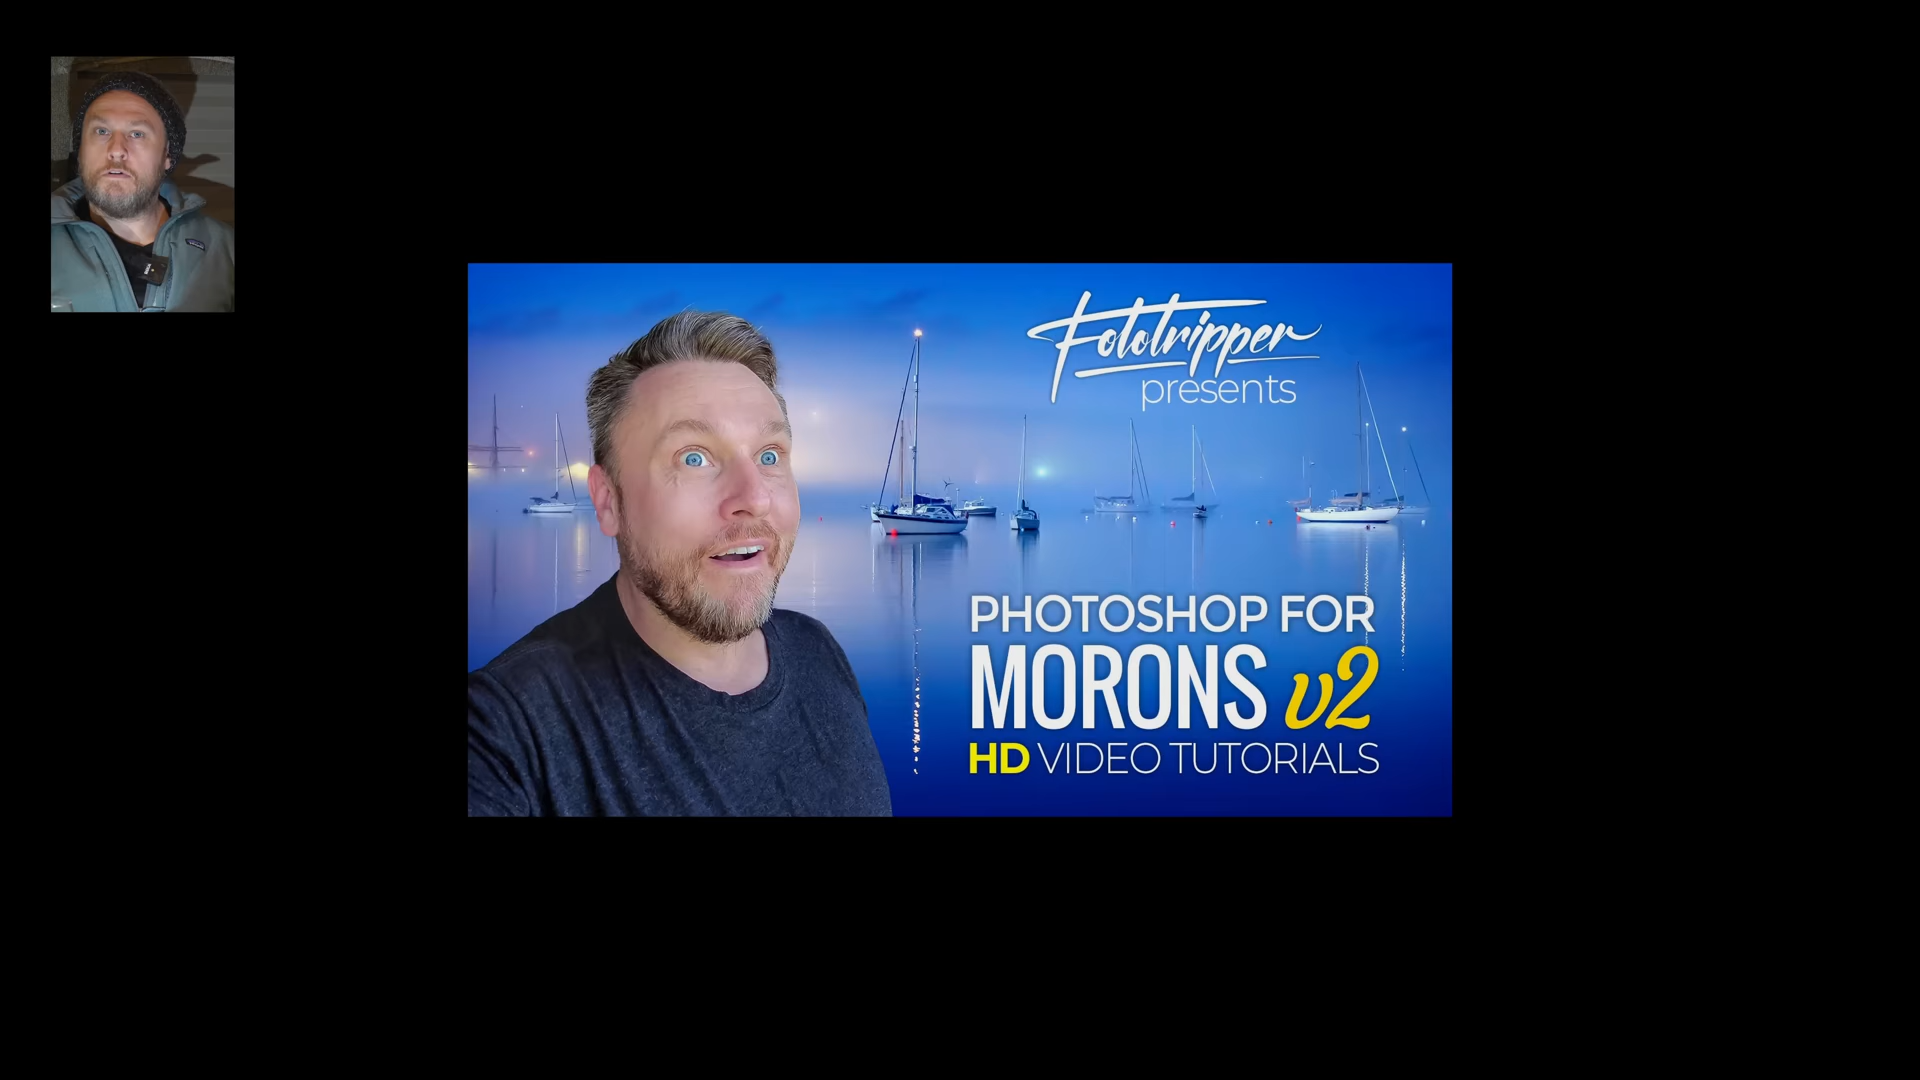 Fototripper
presents
PHOTOSHOP FOR
MORONS v2
HD VIDEO TUTORIALS